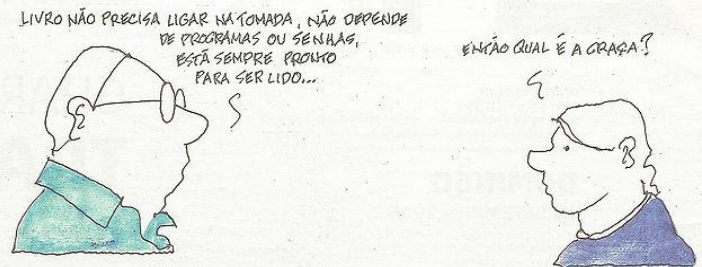 LIVRO NÃO PRECISA LIGAR NA TOMADA, NÃO DEPENDE
DE PROGRAMAS OU SENHAS,
ESTÁ SEMPRE PRONTO
PARA SER LIDO...
ENTÃO QUAL É A GRAÇA?